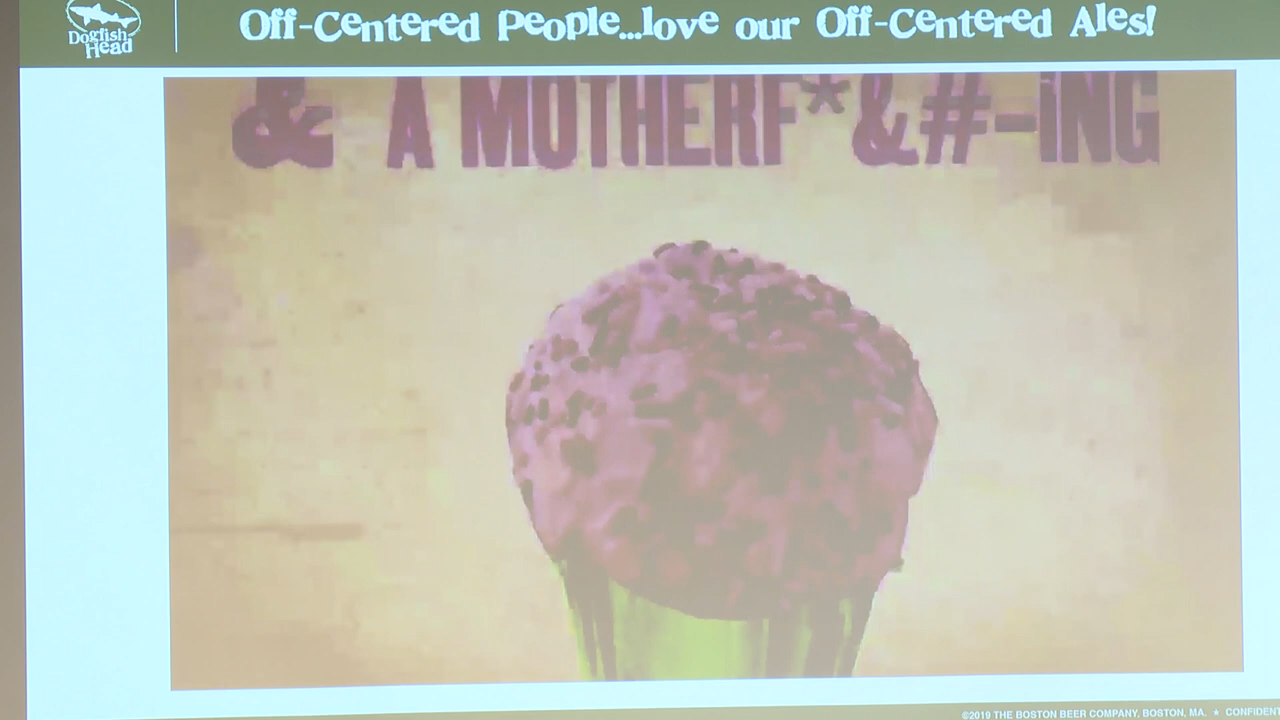 Dogfish
Head
Off-Centered People...love our Off-Centered Ales!
& A MOTHERF*&#-iNG
©2019 THE BOSTON BEER COMPANY, BOSTON, MA. ★ CONFIDENT